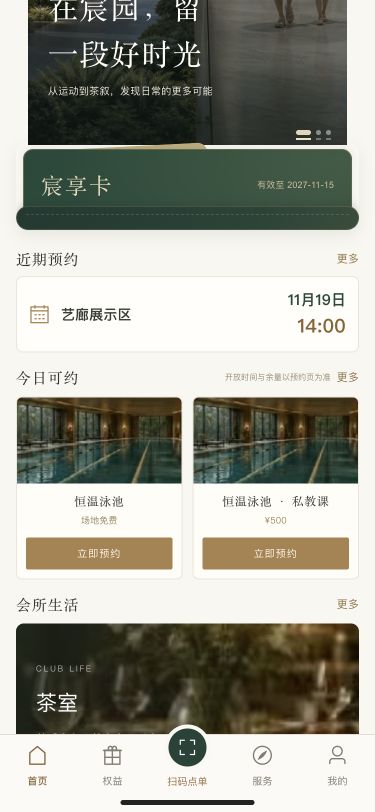 在宸园，留
一段好时光
从运动到茶叙，发现日常的更多可能
宸享卡
有效至 2027-11-15
近期预约
更多
艺廊展示区
11月19日
14:00
今日可约
开放时间与余量以预约页为准
更多
恒温泳池
场地免费
立即预约
恒温泳池 · 私教课
¥500
立即预约
会所生活
更多
CLUB LIFE
茶室
首页
权益
扫码点单
服务
我的